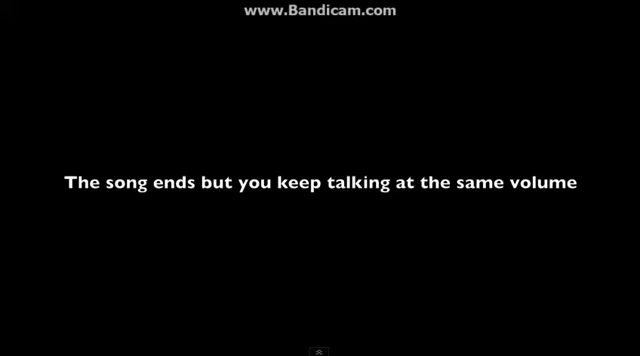 www.Bandicam.com
The song ends but you keep talking at the same volume